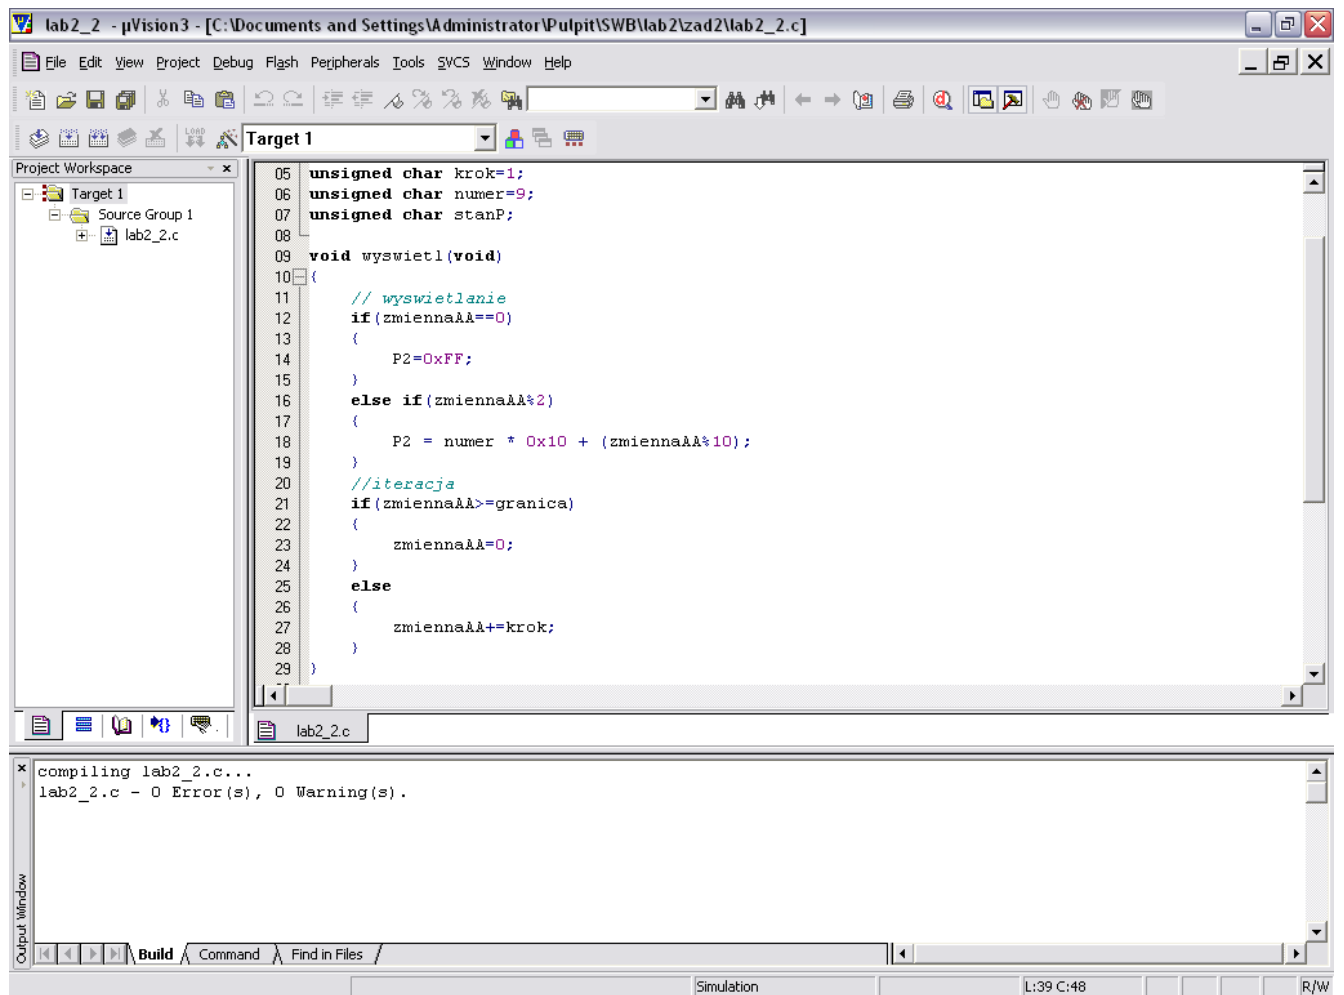 lab2_2 - µVision3 - [C:\Documents and Settings\Administrator\Pulpit\SWB\lab2\zad2\lab2_2.c]
File Edit View Project Debug Flash Peripherals Tools SVCS Window Help
LOAD
Target 1
Project Workspace
Target 1
Source Group 1
lab2_2.c
05 unsigned char krok=1;
06 unsigned char numer=9;
07 unsigned char stanP;
08
09 void wyswietl(void)
10 {
11 // wyswietlanie
12 if(zmiennaAA==0)
13 {
14 P2=0xFF;
15 }
16 else if(zmiennaAA%2)
17 {
18 P2 = numer * 0x10 + (zmiennaAA%10);
19 }
20 //iteracja
21 if(zmiennaAA>=granica)
22 {
23 zmiennaAA=0;
24 }
25 else
26 {
27 zmiennaAA+=krok;
28 }
29 }
lab2_2.c
compiling lab2_2.c...
lab2_2.c - 0 Error(s), 0 Warning(s).
Output Window
Build Command Find in Files
Simulation L:39 C:48 R/W